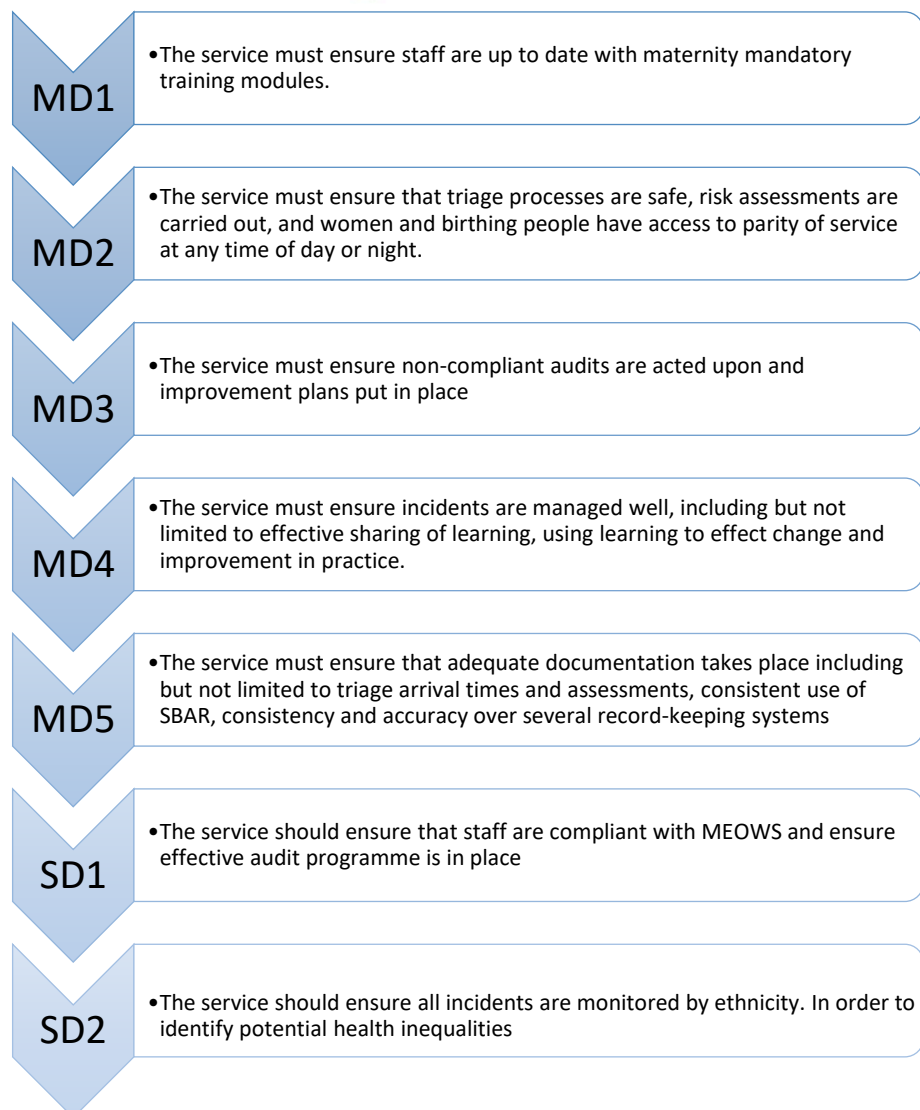 MD1
•The service must ensure staff are up to date with maternity mandatory
training modules.
MD2
•The service must ensure that triage processes are safe, risk assessments are
carried out, and women and birthing people have access to parity of service
at any time of day or night.
MD3
•The service must ensure non-compliant audits are acted upon and
improvement plans put in place
MD4
•The service must ensure incidents are managed well, including but not
limited to effective sharing of learning, using learning to effect change and
improvement in practice.
MD5
•The service must ensure that adequate documentation takes place including
but not limited to triage arrival times and assessments, consistent use of
SBAR, consistency and accuracy over several record-keeping systems
SD1
•The service should ensure that staff are compliant with MEOWS and ensure
effective audit programme is in place
SD2
•The service should ensure all incidents are monitored by ethnicity. In order to
identify potential health inequalities